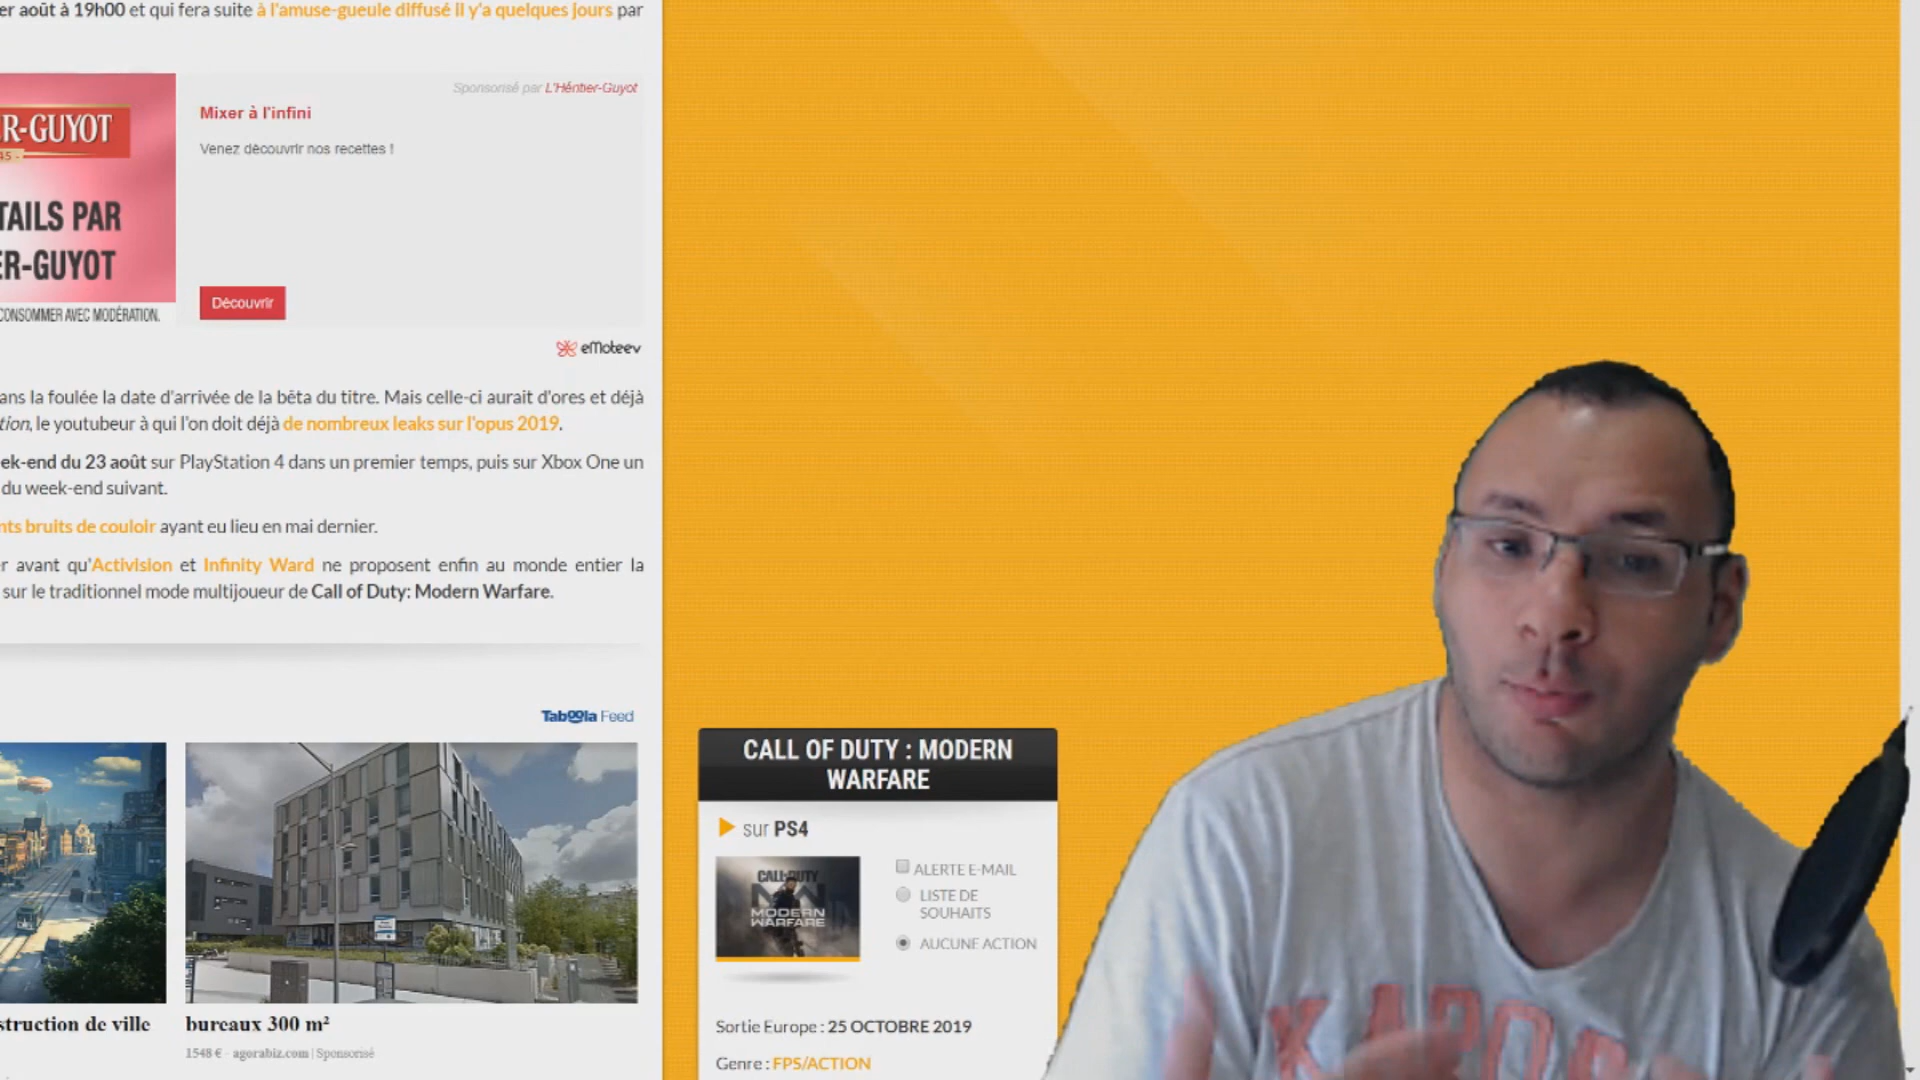 er août à 19h00 et qui fera suite à l'amuse-gueule diffusé il y'a quelques jours par
Sponsorisé par L'Héritier-Guyot
R-GUYOT
45 -
TAILS PAR
ER-GUYOT
CONSOMMER AVEC MODÉRATION.
Mixer à l'infini
Venez découvrir nos recettes !
Découvrir
eMoteev
ans la foulée la date d'arrivée de la bêta du titre. Mais celle-ci aurait d'ores et déjà
tion, le youtubeur à qui l'on doit déjà de nombreux leaks sur l'opus 2019.
ek-end du 23 août sur PlayStation 4 dans un premier temps, puis sur Xbox One un
du week-end suivant.
nts bruits de couloir ayant eu lieu en mai dernier.
r avant qu'Activision et Infinity Ward ne proposent enfin au monde entier la
sur le traditionnel mode multijoueur de Call of Duty: Modern Warfare.
Taboola Feed
struction de ville
bureaux 300 m²
1548 € - agorabiz.com | Sponsorisé
CALL OF DUTY : MODERN
WARFARE
sur PS4
CALL OF DUTY
MODERN
WARFARE
ALERTE E-MAIL
LISTE DE
SOUHAITS
AUCUNE ACTION
Sortie Europe : 25 OCTOBRE 2019
Genre : FPS/ACTION